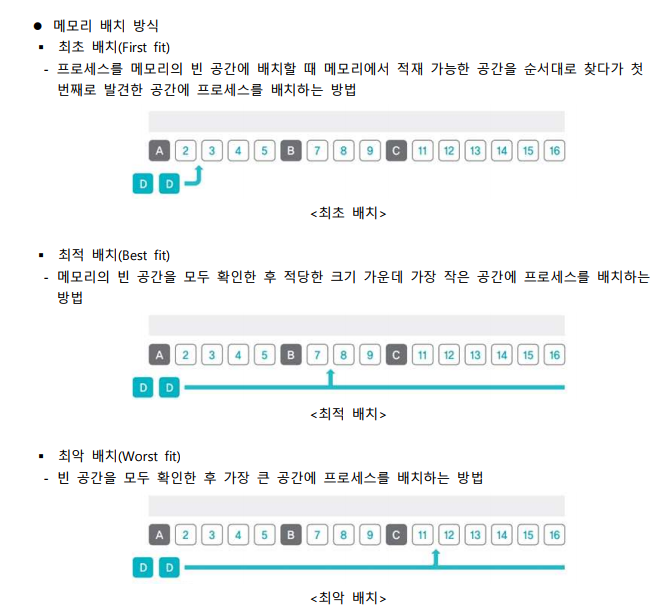 ● 메모리 배치 방식
▪ 최초 배치(First fit)
- 프로세스를 메모리의 빈 공간에 배치할 때 메모리에서 적재 가능한 공간을 순서대로 찾다가 첫
번째로 발견한 공간에 프로세스를 배치하는 방법
A 2 3 4 5 B 7 8 9 C 11 12 13 14 15 16
D D
<최초 배치>
▪ 최적 배치(Best fit)
- 메모리의 빈 공간을 모두 확인한 후 적당한 크기 가운데 가장 작은 공간에 프로세스를 배치하는
방법
A 2 3 4 5 B 7 8 9 C 11 12 13 14 15 16
D D
<최적 배치>
▪ 최악 배치(Worst fit)
- 빈 공간을 모두 확인한 후 가장 큰 공간에 프로세스를 배치하는 방법
A 2 3 4 5 B 7 8 9 C 11 12 13 14 15 16
D D
<최악 배치>